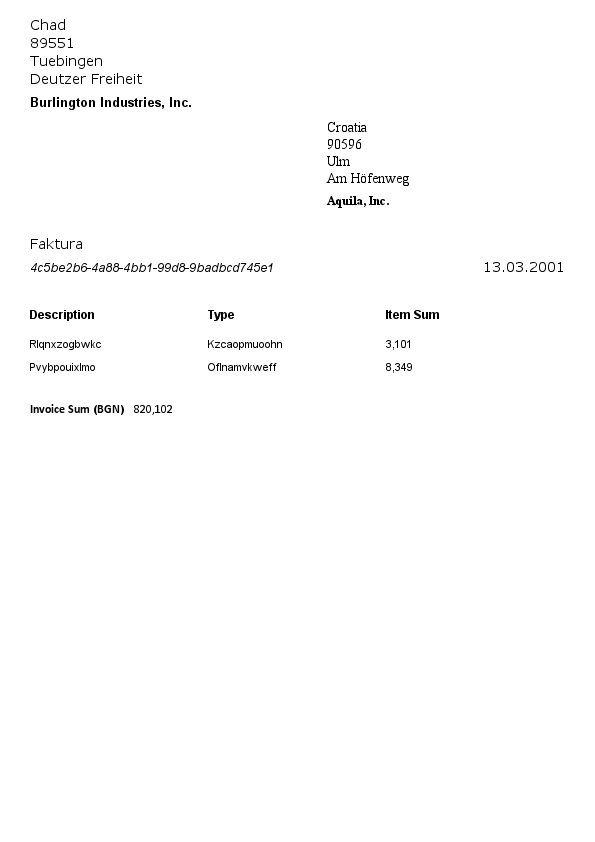 Chad
89551
Tuebingen
Deutzer Freiheit
Burlington Industries, Inc.
Croatia
90596
Ulm
Am Höfenweg
Aquila, Inc.
Faktura
4c5be2b6-4a88-4bb1-99d8-9badbcd745e1 13.03.2001
Description Type Item Sum
Rlqnxzogbwkc Kzcaopmuoohn 3,101
Pvybpouixlmo Oflnamvkweff 8,349
Invoice Sum (BGN) 820,102